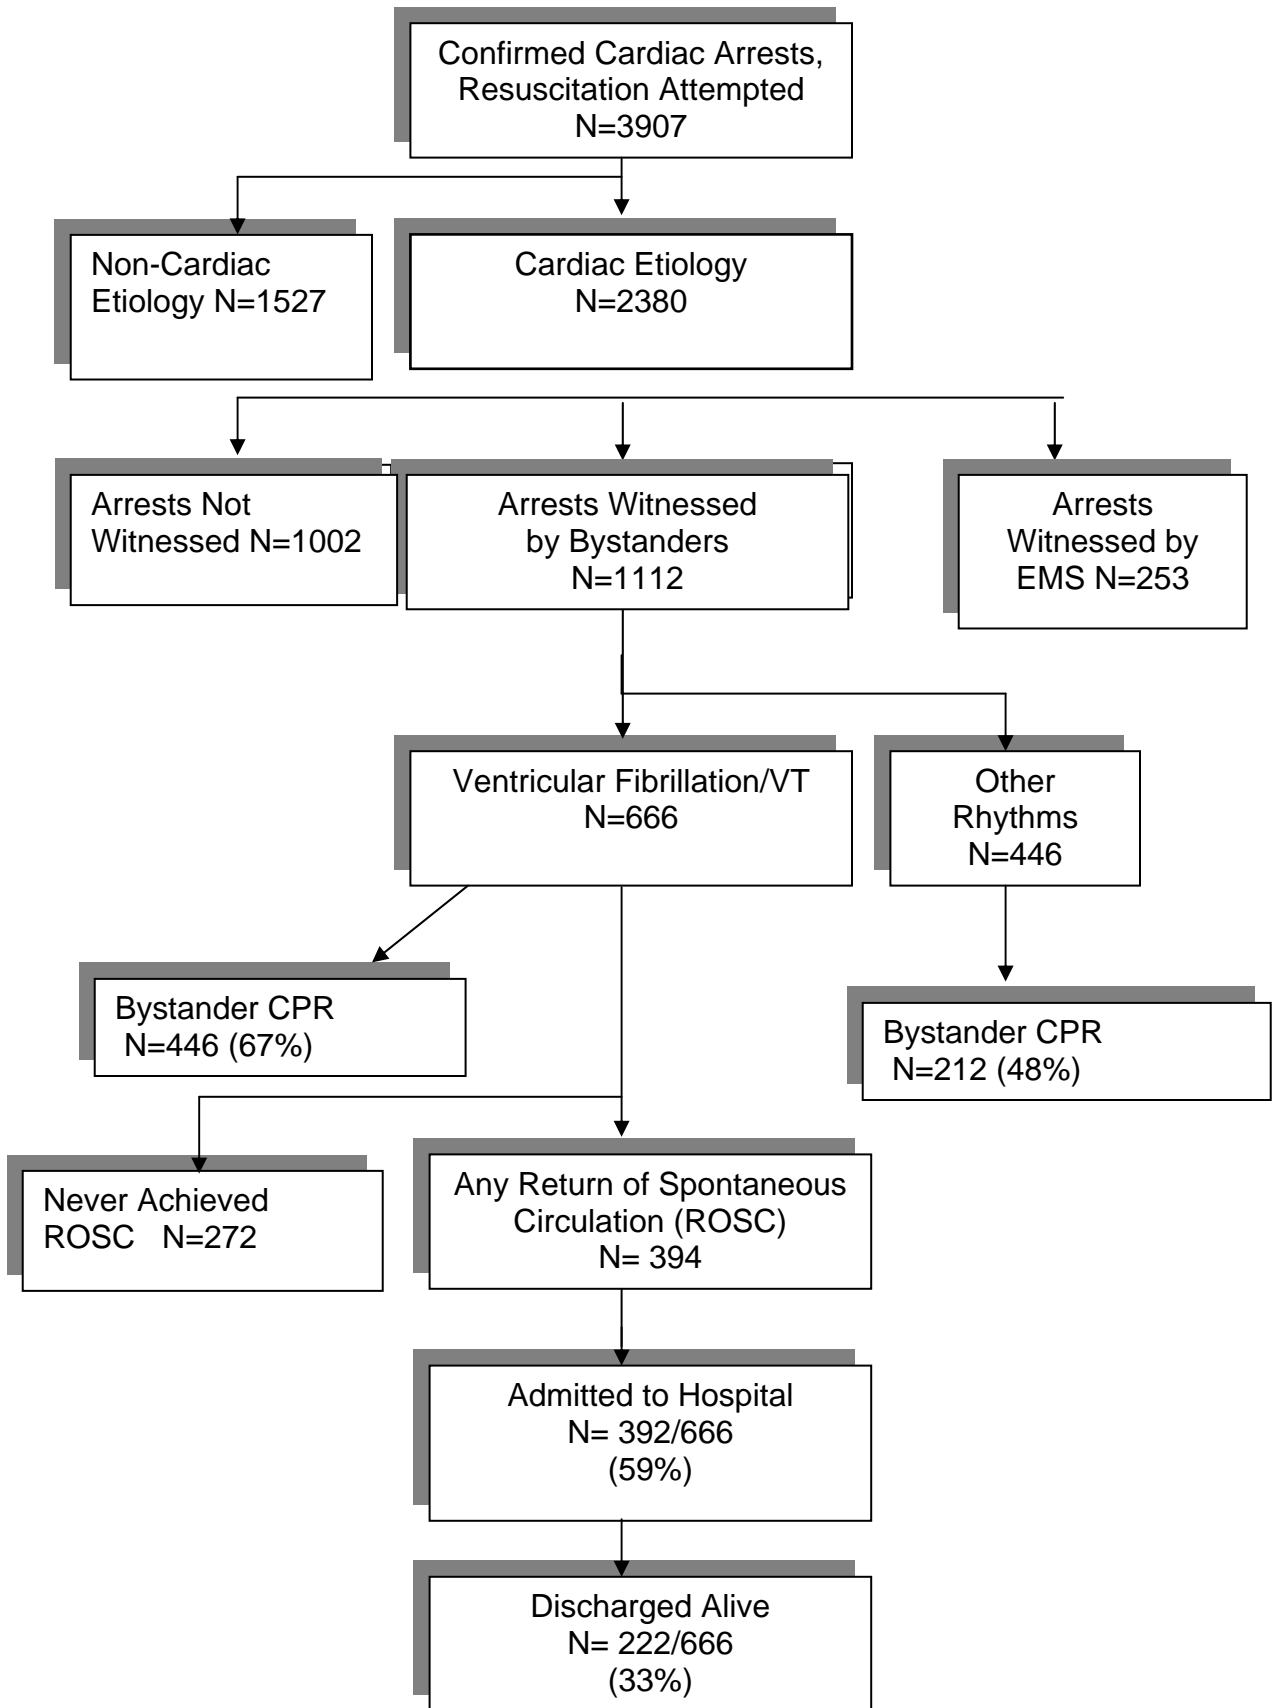 Confirmed Cardiac Arrests,
Resuscitation Attempted
N=3907
Non-Cardiac
Etiology N=1527
Cardiac Etiology
N=2380
Arrests Not
Witnessed N=1002
Arrests Witnessed
by Bystanders
N=1112
Arrests
Witnessed by
EMS N=253
Ventricular Fibrillation/VT
N=666
Other
Rhythms
N=446
Bystander CPR
N=446 (67%)
Bystander CPR
N=212 (48%)
Never Achieved
ROSC N=272
Any Return of Spontaneous
Circulation (ROSC)
N= 394
Admitted to Hospital
N= 392/666
(59%)
Discharged Alive
N= 222/666
(33%)